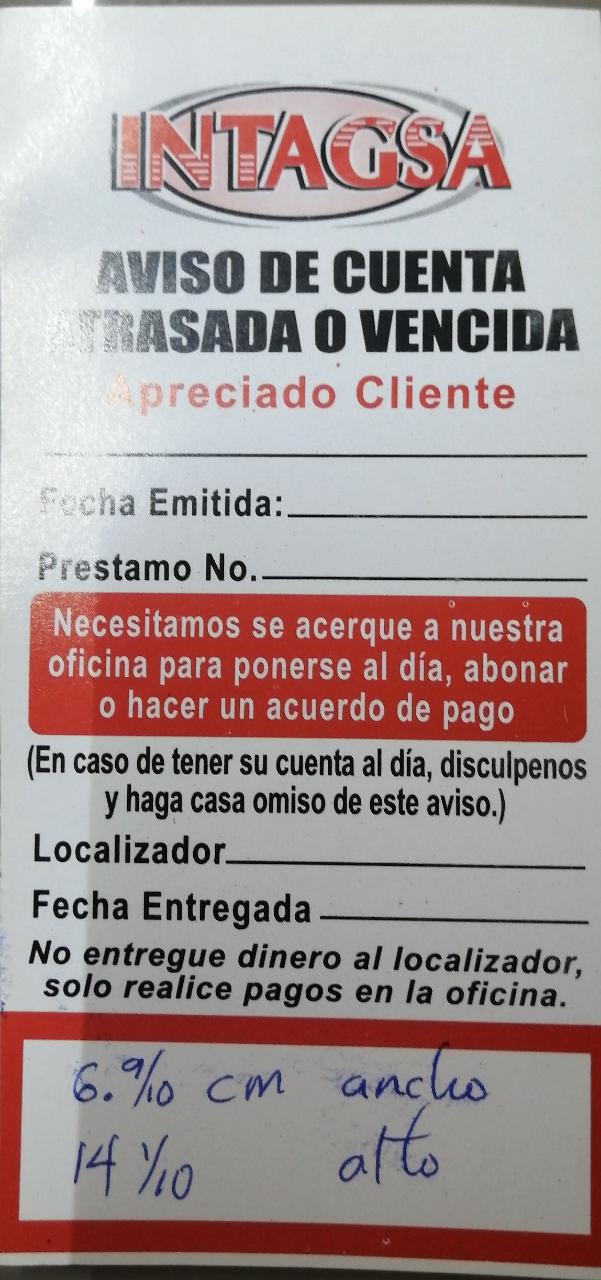 INTAGSA
AVISO DE CUENTA
ATRASADA O VENCIDA
Apreciado Cliente
Fecha Emitida:
Prestamo No.
Necesitamos se acerque a nuestra
oficina para ponerse al día, abonar
o hacer un acuerdo de pago
(En caso de tener su cuenta al día, disculpenos
y haga casa omiso de este aviso.)
Localizador
Fecha Entregada
No entregue dinero al localizador,
solo realice pagos en la oficina.
6.9/10 cm ancho
14 1/10 alto